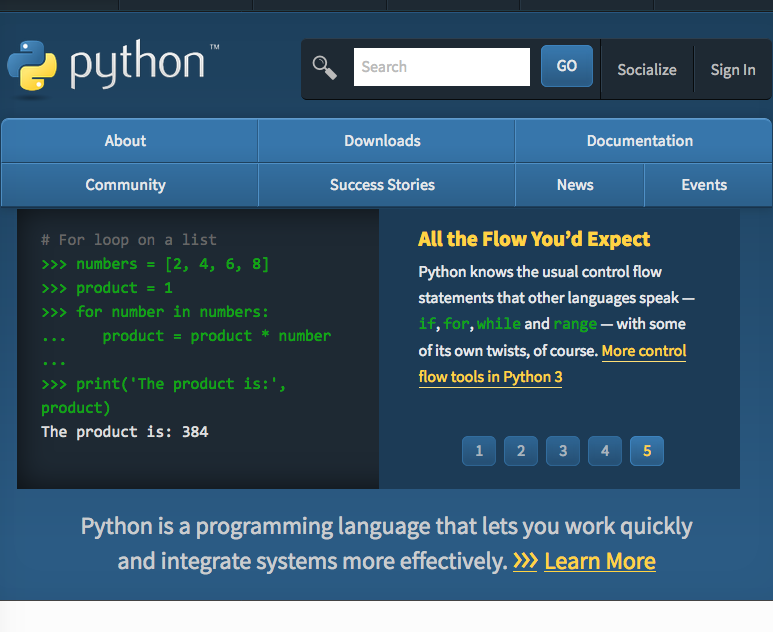 python™
Search
GO
Socialize
Sign In
About
Downloads
Documentation
Community
Success Stories
News
Events
# For loop on a list
>>> numbers = [2, 4, 6, 8]
>>> product = 1
>>> for number in numbers:
...    product = product * number
...
>>> print('The product is:',
product)
The product is: 384
All the Flow You’d Expect
Python knows the usual control flow
statements that other languages speak —
if, for, while and range — with some
of its own twists, of course. More control
flow tools in Python 3
1 2 3 4 5
Python is a programming language that lets you work quickly
and integrate systems more effectively. >>> Learn More